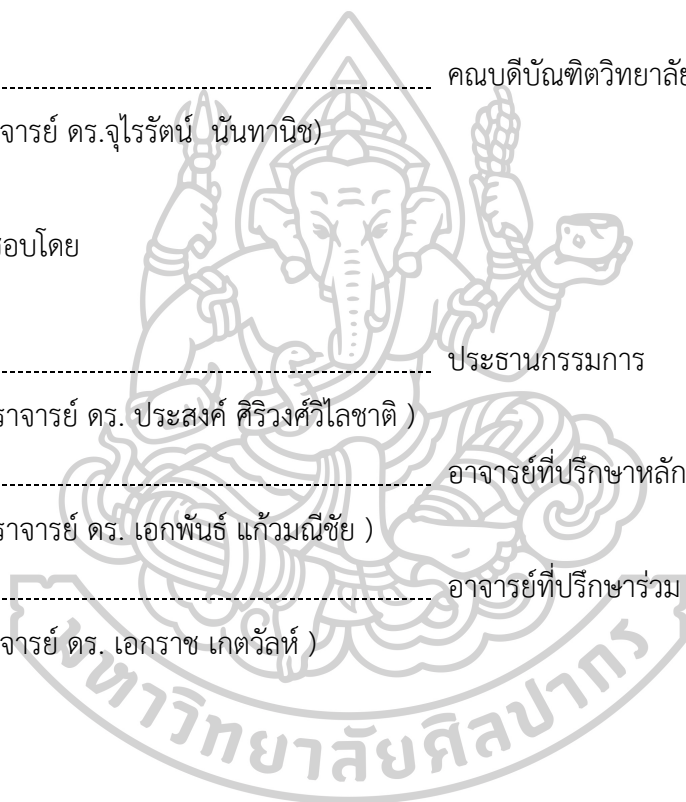 คณบดีบัณฑิตวิทยาลัย
จารย์ ดร.จุไรรัตน์ นันทานิช)
อบโดย
ประธานกรรมการ
ราจารย์ ดร. ประสงค์ ศิริวงศ์วิไลชาติ )
อาจารย์ที่ปรึกษาหลัก
ราจารย์ ดร. เอกพันธ์ แก้วมณีชัย )
อาจารย์ที่ปรึกษาร่วม
จารย์ ดร. เอกราช เกตวัลห์ )
มหาวิทยาลัยศิลปากร